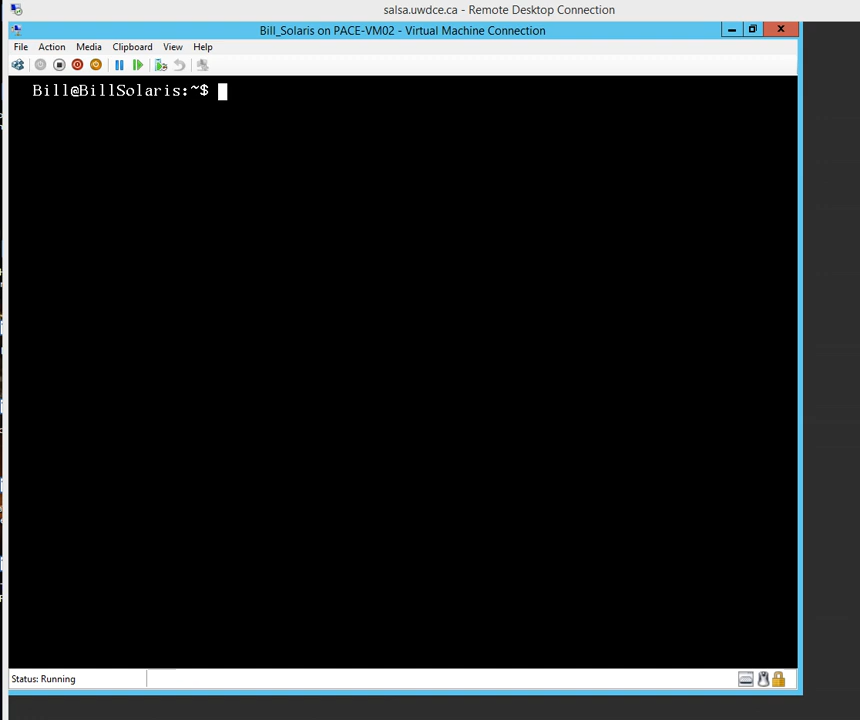 salsa.uwdce.ca - Remote Desktop Connection
Bill_Solaris on PACE-VM02 - Virtual Machine Connection
File Action Media Clipboard View Help
Bill@BillSolaris:~$
Status: Running